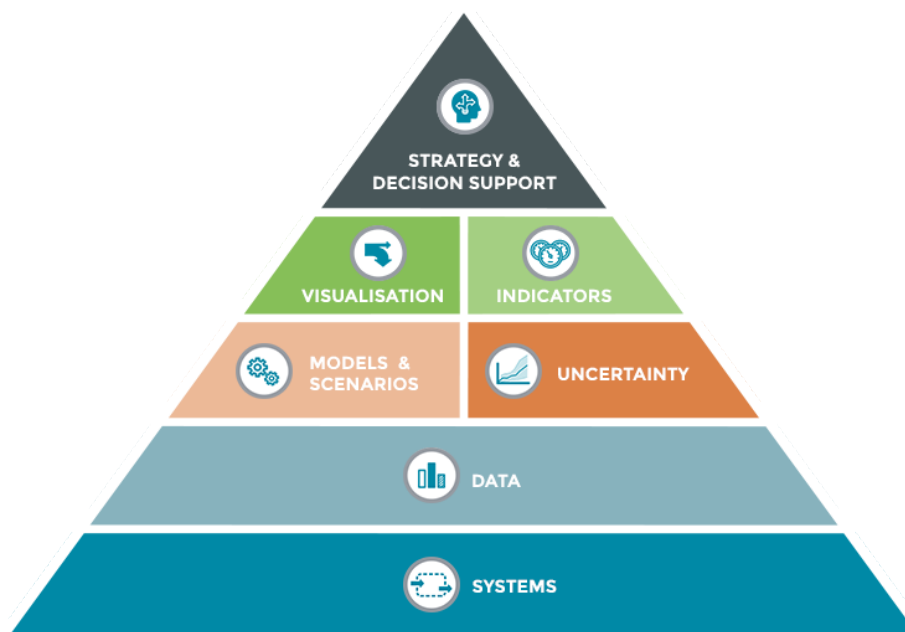 STRATEGY &
DECISION SUPPORT
VISUALISATION
INDICATORS
MODELS &
SCENARIOS
UNCERTAINTY
DATA
SYSTEMS